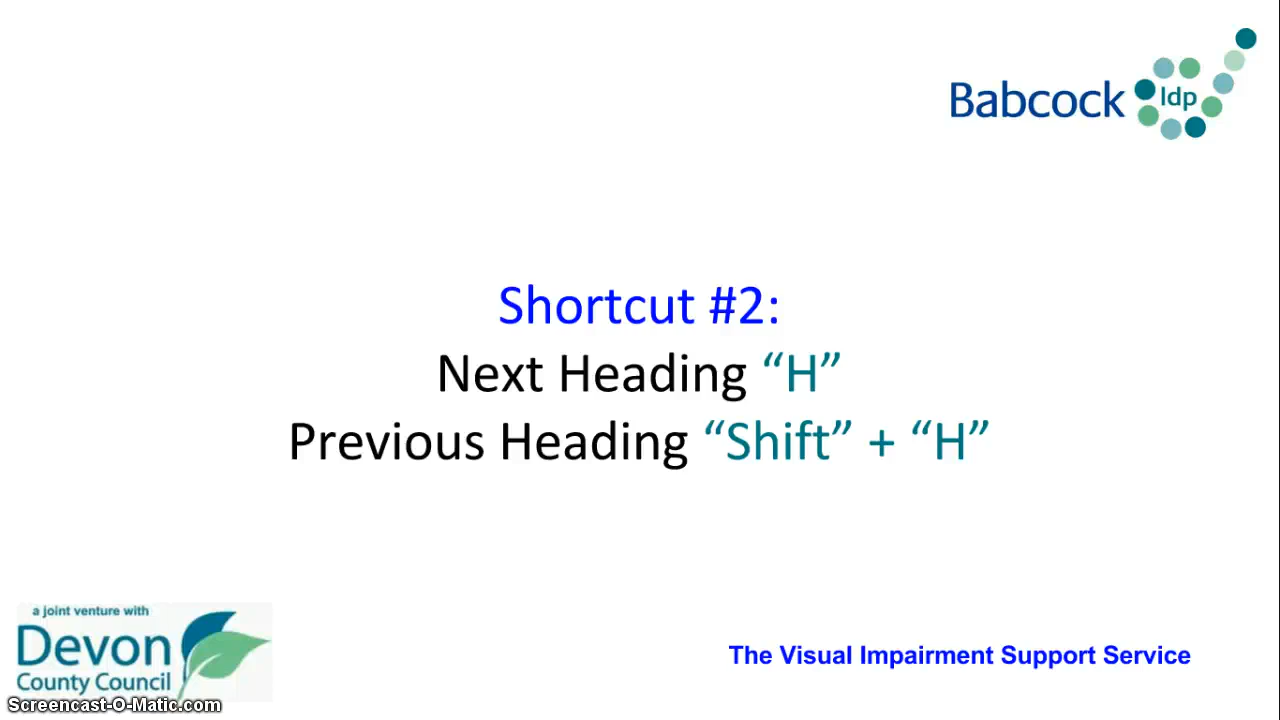 Babcock ldp
Shortcut #2:
Next Heading “H”
Previous Heading “Shift” + “H”
a joint venture with
Devon
County Council
The Visual Impairment Support Service
Screencast-O-Matic.com